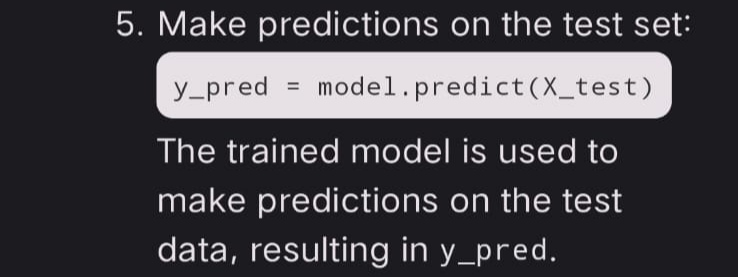 5. Make predictions on the test set:
y_pred = model.predict(X_test)
The trained model is used to
make predictions on the test
data, resulting in y_pred.